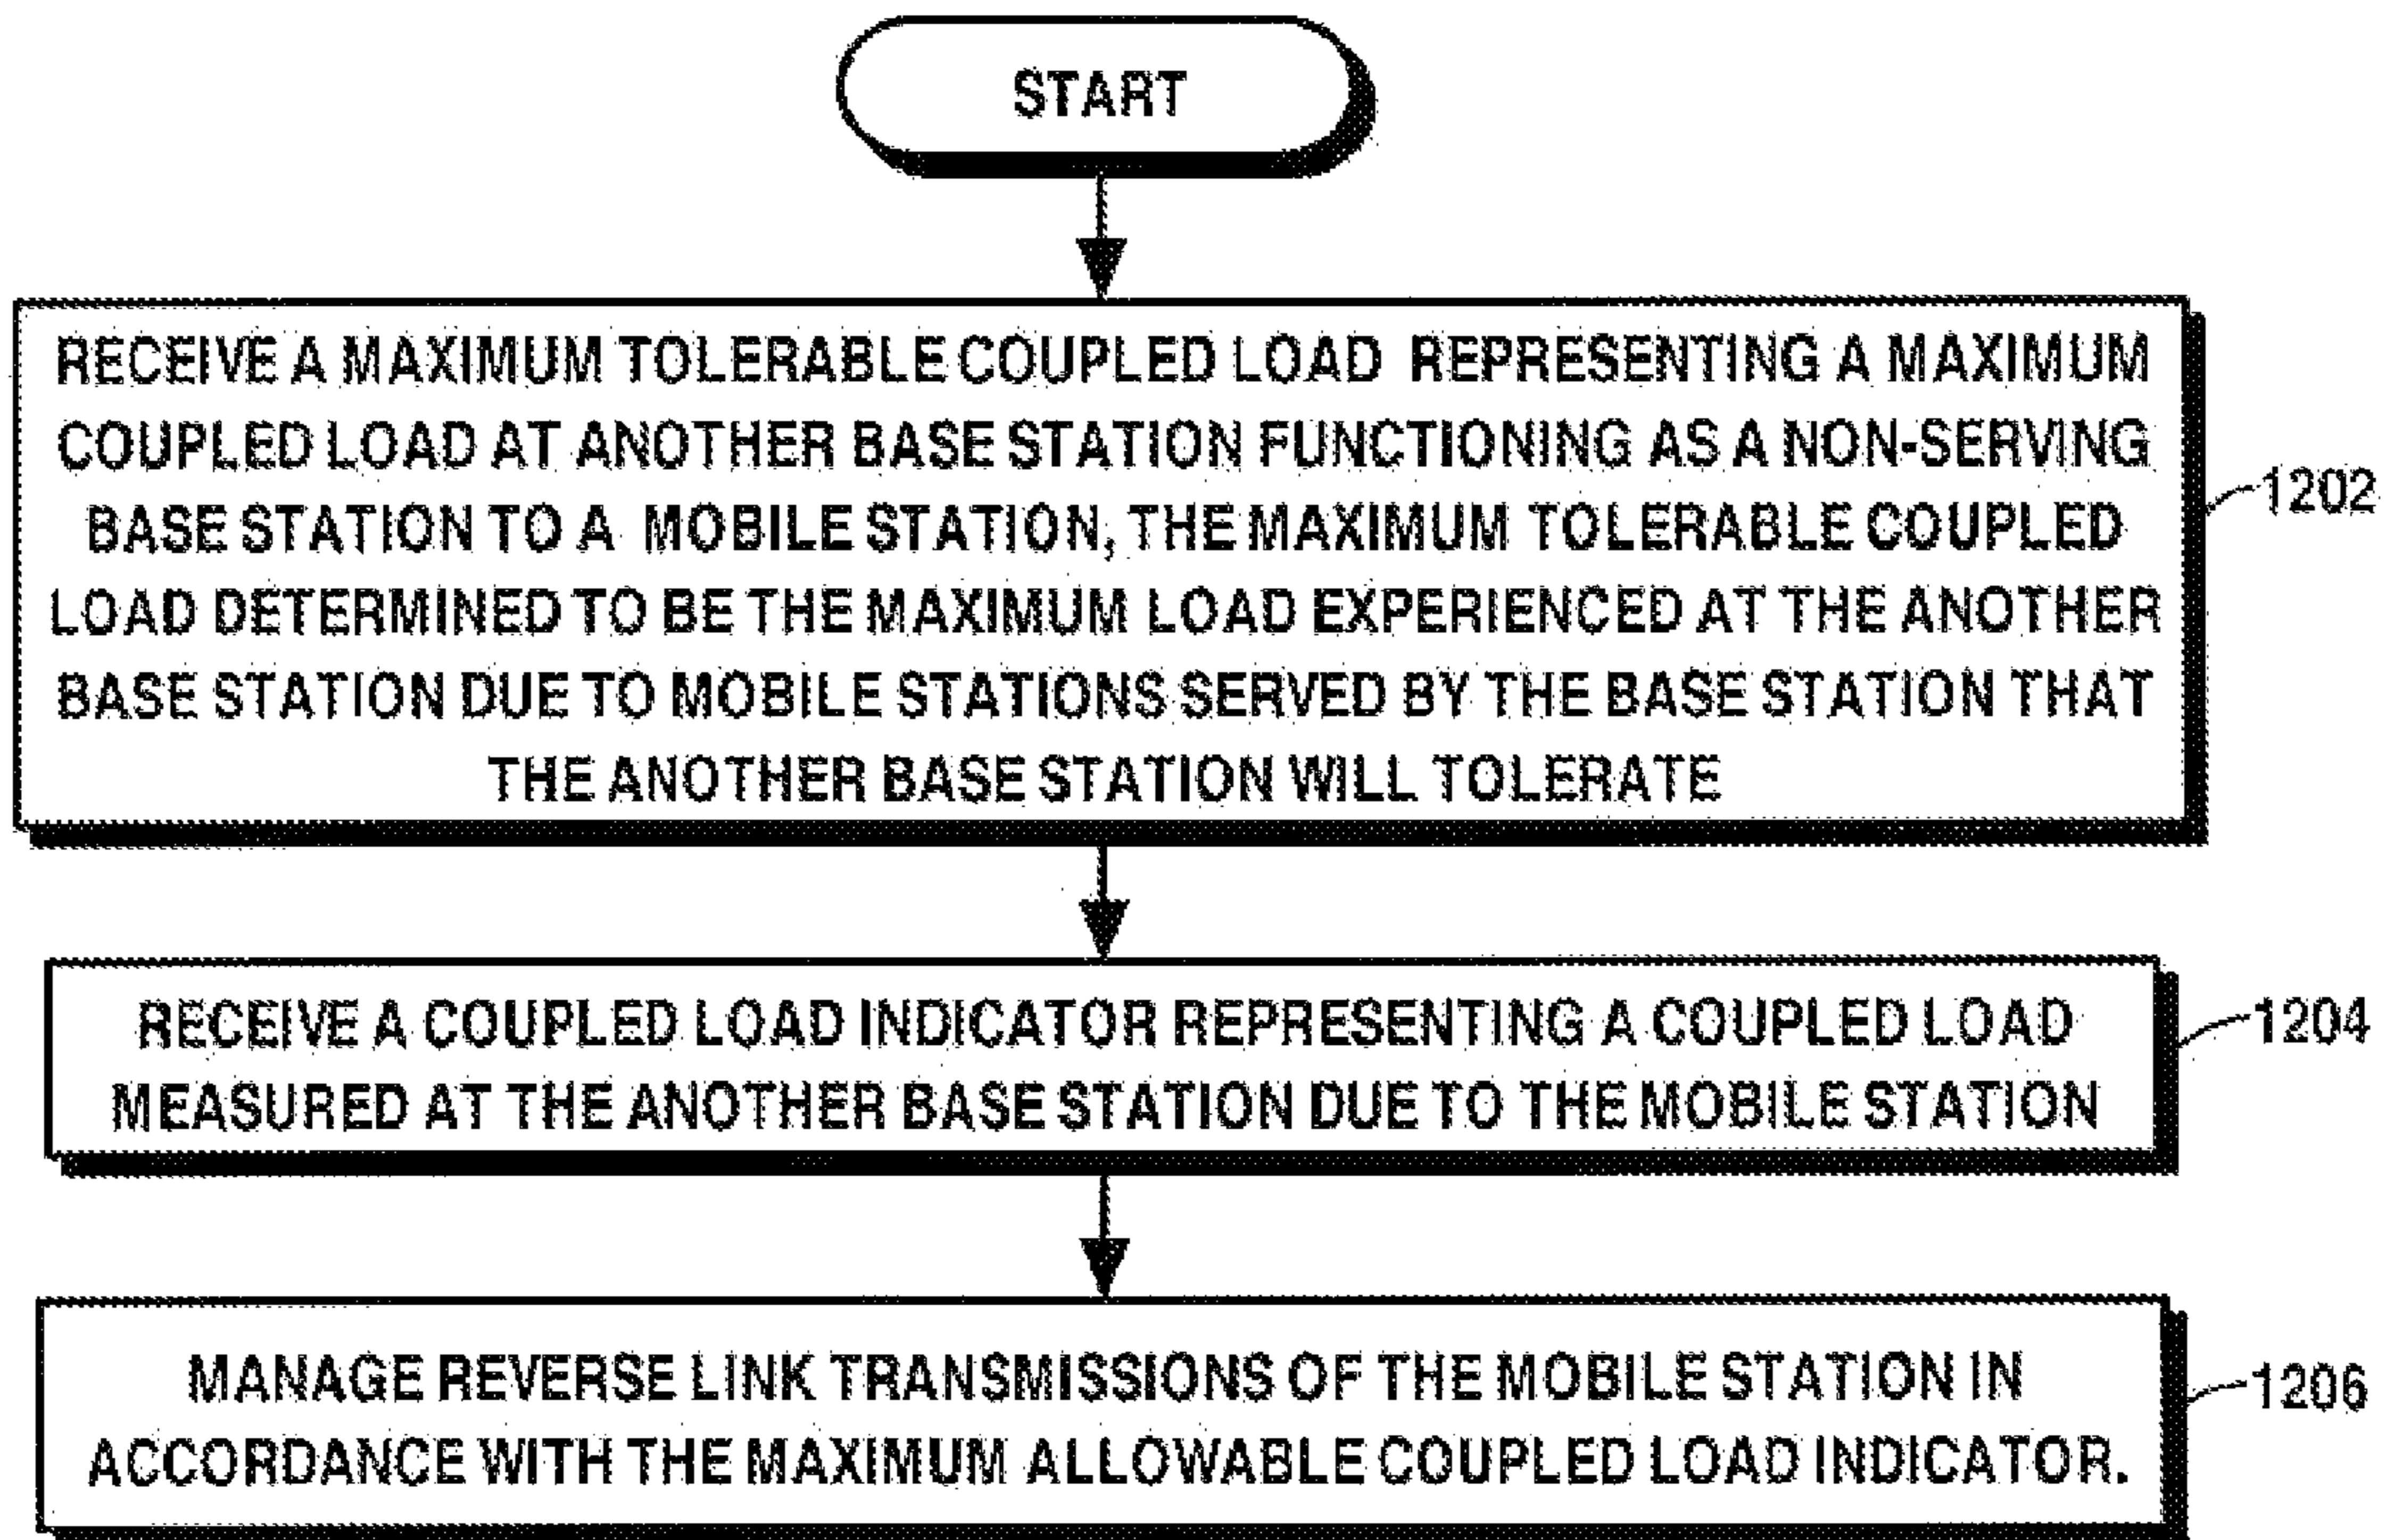 START
RECEIVE A MAXIMUM TOLERABLE COUPLED LOAD REPRESENTING A MAXIMUM
COUPLED LOAD AT ANOTHER BASE STATION FUNCTIONING AS A NON-SERVING
BASE STATION TO A MOBILE STATION, THE MAXIMUM TOLERABLE COUPLED
LOAD DETERMINED TO BE THE MAXIMUM LOAD EXPERIENCED AT THE ANOTHER
BASE STATION DUE TO MOBILE STATIONS SERVED BY THE BASE STATION THAT
THE ANOTHER BASE STATION WILL TOLERATE
1202
RECEIVE A COUPLED LOAD INDICATOR REPRESENTING A COUPLED LOAD
MEASURED AT THE ANOTHER BASE STATION DUE TO THE MOBILE STATION
1204
MANAGE REVERSE LINK TRANSMISSIONS OF THE MOBILE STATION IN
ACCORDANCE WITH THE MAXIMUM ALLOWABLE COUPLED LOAD INDICATOR.
1206